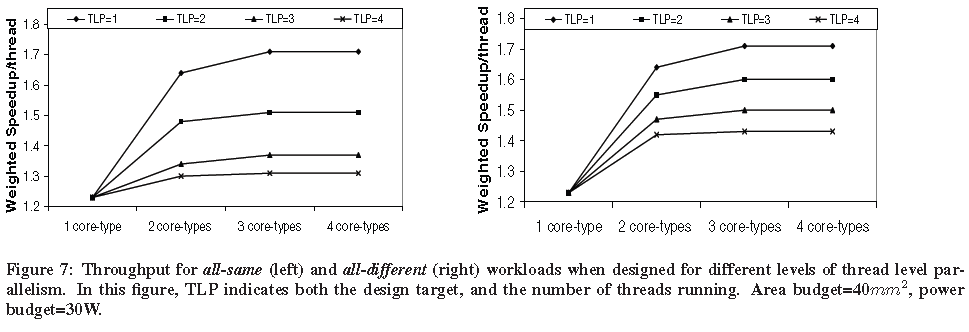 TLP=1 TLP=2 TLP=3 TLP=4
Weighted Speedup/thread
1.8
1.7
1.6
1.5
1.4
1.3
1.2
1 core-type 2 core-types 3 core-types 4 core-types
TLP=1 TLP=2 TLP=3 TLP=4
Weighted Speedup/thread
1.8
1.7
1.6
1.5
1.4
1.3
1.2
1 core-type 2 core-types 3 core-types 4 core-types
Figure 7: Throughput for all-same (left) and all-different (right) workloads when designed for different levels of thread level par-
allelism. In this figure, TLP indicates both the design target, and the number of threads running. Area budget=40mm², power
budget=30W.